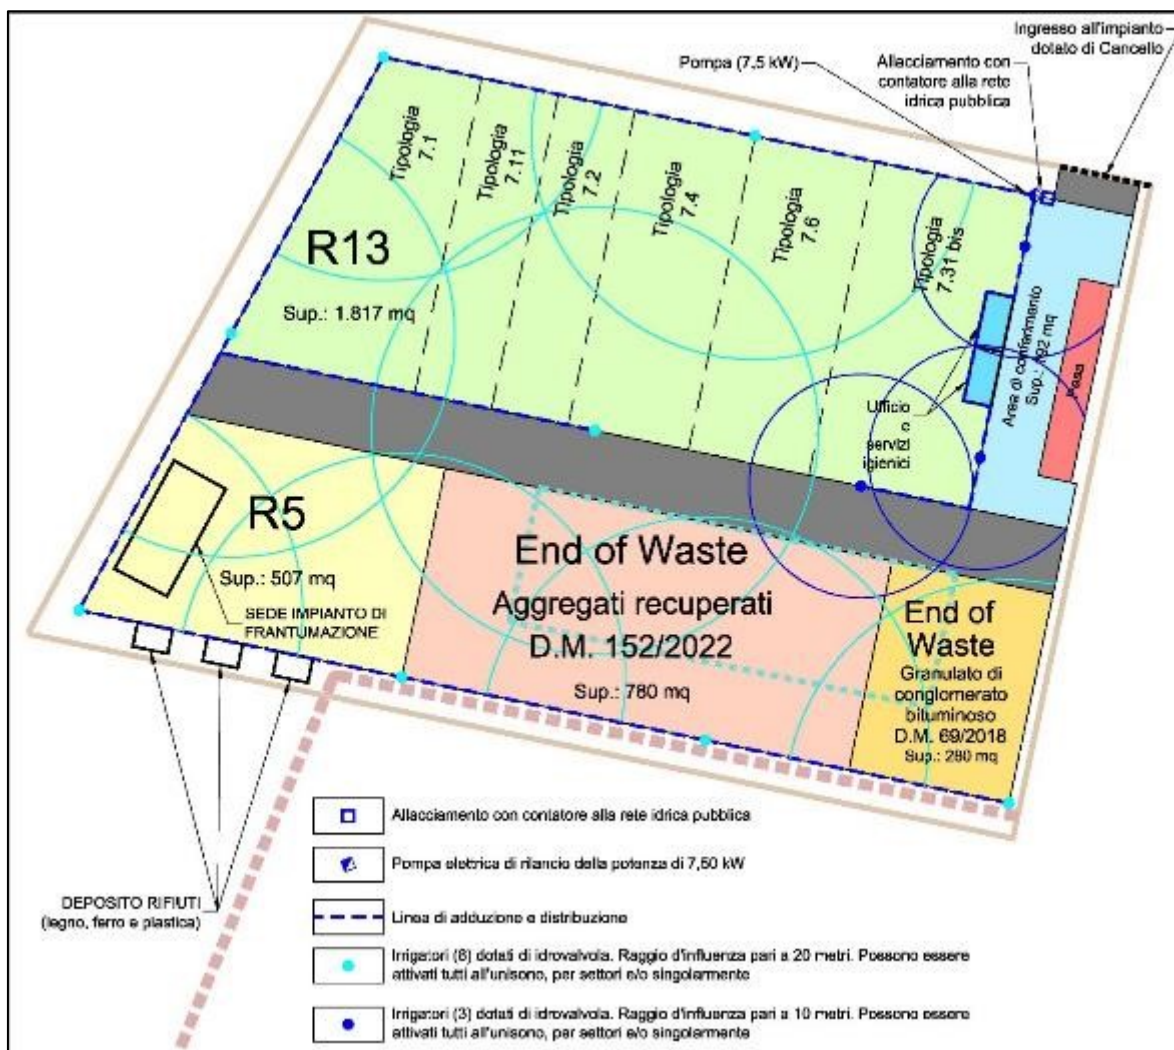 Ingresso all'impianto
dotato di Cancello
Pompa (7,5 kW)
Allacciamento con
contatore alla rete
idrica pubblica
Tipologia
7.1
Tipologia
7.11
Tipologia
7.2
Tipologia
7.4
Tipologia
7.6
Tipologia
7.31 bis
R13
Sup.: 1.817 mq
Area di conferimento
Sup.: 192 mq
Pesa
Ufficio
e
servizi
igienici
R5
Sup.: 507 mq
SEDE IMPIANTO DI
FRANTUMAZIONE
End of Waste
Aggregati recuperati
D.M. 152/2022
Sup.: 780 mq
End of
Waste
Granulato di
conglomerato
bituminoso
D.M. 69/2018
Sup.: 280 mq
DEPOSITO RIFIUTI
(legno, ferro e plastica)
Allacciamento con contatore alla rete idrica pubblica
Pompa elettrica di rilancio della potenza di 7,50 kW
Linea di adduzione e distribuzione
Irrigatori (8) dotati di idrovalvola. Raggio d'influenza pari a 20 metri. Possono essere
attivati tutti all'unisono, per settori e/o singolarmente
Irrigatori (3) dotati di idrovalvola. Raggio d'influenza pari a 10 metri. Possono essere
attivati tutti all'unisono, per settori e/o singolarmente